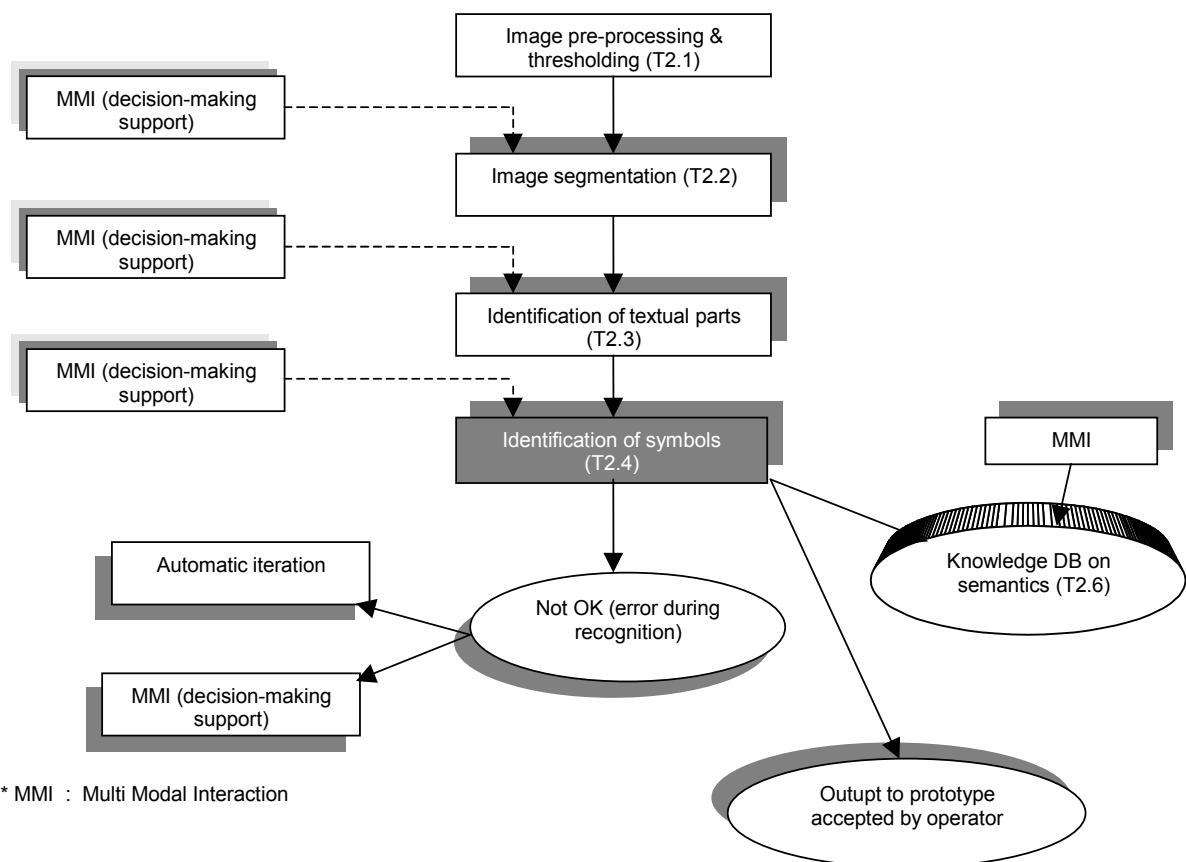 Image pre-processing &
thresholding (T2.1)
MMI (decision-making
support)
Image segmentation (T2.2)
MMI (decision-making
support)
Identification of textual parts
(T2.3)
MMI (decision-making
support)
Identification of symbols
(T2.4)
MMI
Knowledge DB on
semantics (T2.6)
Automatic iteration
Not OK (error during
recognition)
MMI (decision-making
support)
* MMI : Multi Modal Interaction
Outupt to prototype
accepted by operator